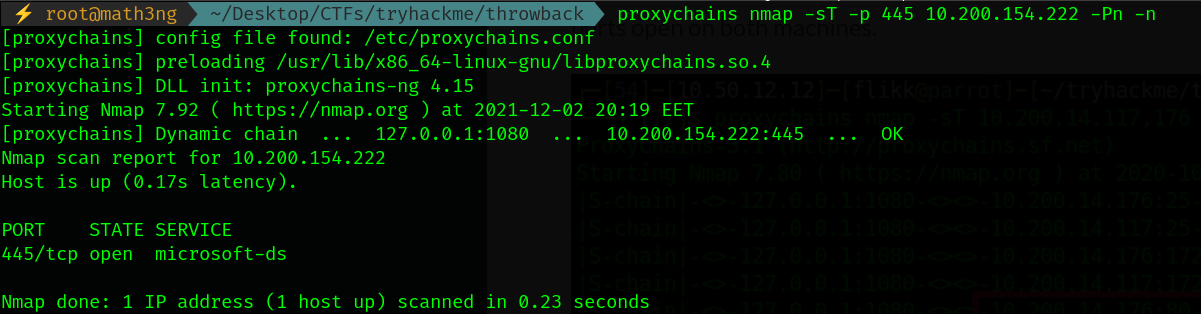 ⚡ root@math3ng ~/Desktop/CTFs/tryhackme/throwback proxychains nmap -sT -p 445 10.200.154.222 -Pn -n
[proxychains] config file found: /etc/proxychains.conf
[proxychains] preloading /usr/lib/x86_64-linux-gnu/libproxychains.so.4
[proxychains] DLL init: proxychains-ng 4.15
Starting Nmap 7.92 ( https://nmap.org ) at 2021-12-02 20:19 EET
[proxychains] Dynamic chain ... 127.0.0.1:1080 ... 10.200.154.222:445 ... OK
Nmap scan report for 10.200.154.222
Host is up (0.17s latency).
PORT STATE SERVICE
445/tcp open microsoft-ds
Nmap done: 1 IP address (1 host up) scanned in 0.23 seconds